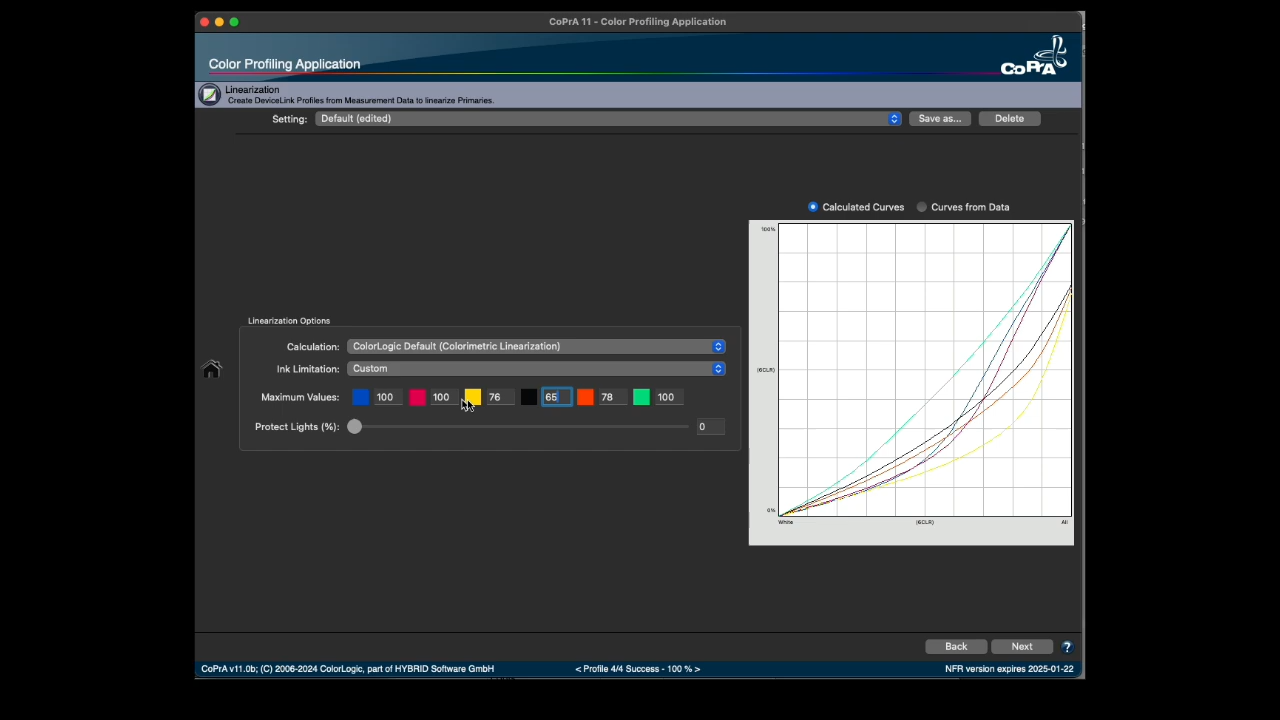 CoPrA 11 - Color Profiling Application
Color Profiling Application
CoPrA
Linearization
Create DeviceLink Profiles from Measurement Data to linearize Primaries.
Setting: Default (edited) Save as... Delete
Calculated Curves Curves from Data
100%
(6CLR)
0%
White (6CLR) All
Linearization Options
Calculation: ColorLogic Default (Colorimetric Linearization)
Ink Limitation: Custom
Maximum Values: 100 100 76 65 78 100
Protect Lights (%): 0
Back Next ?
CoPrA v11.0b; (C) 2006-2024 ColorLogic, part of HYBRID Software GmbH < Profile 4/4 Success - 100 % > NFR version expires 2025-01-22